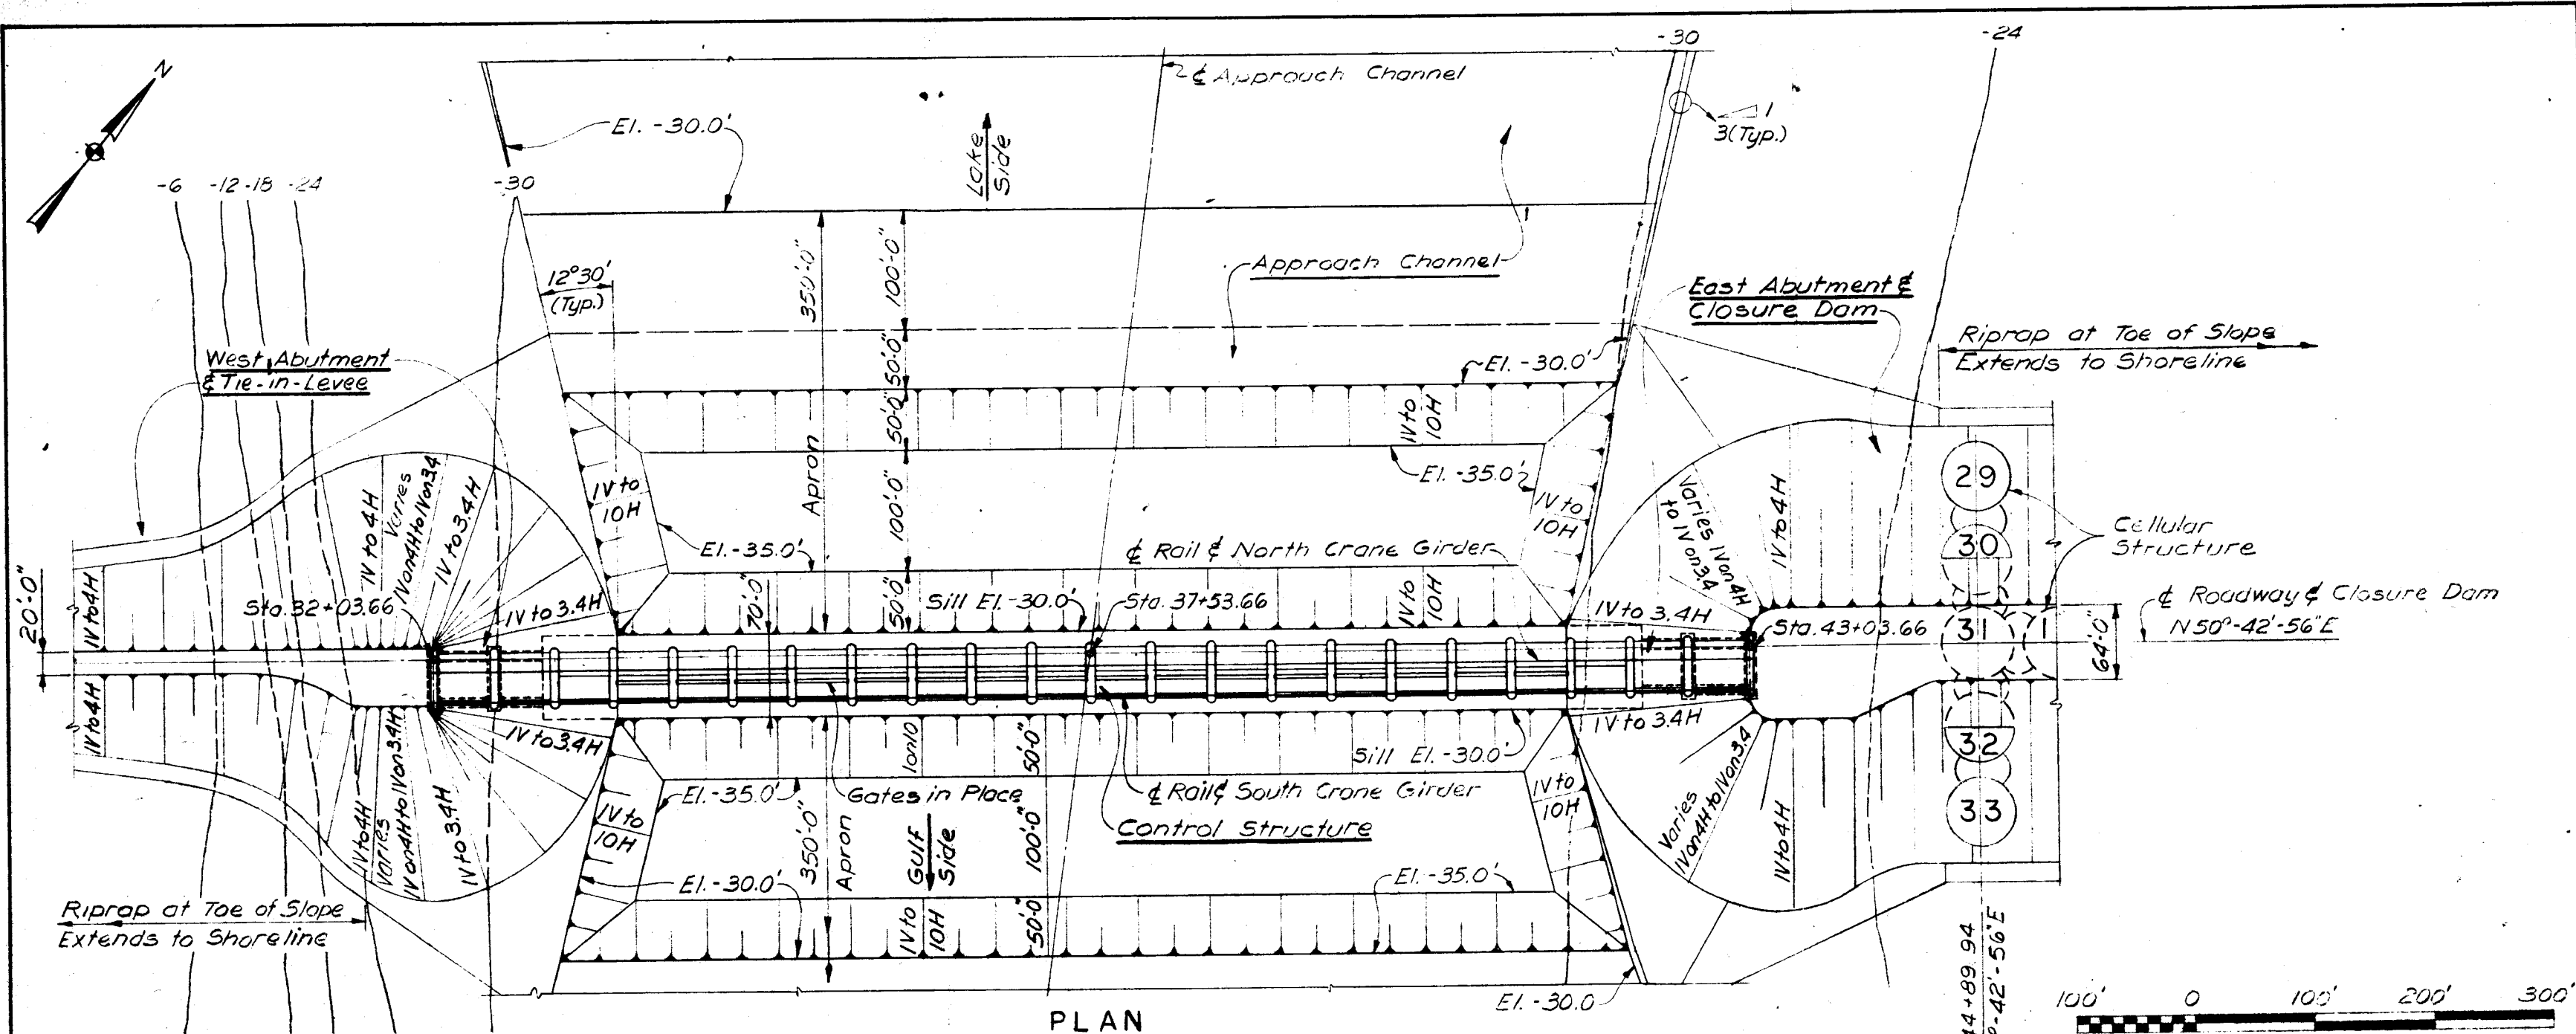 -30
-24
N
℄ Approach Channel
El. -30.0'
1
3(Typ.)
Lake
Side
-6
-12
-18
-24
-30
12°30'
(Typ.)
350'-0"
100'-0"
Approach Channel
East Abutment &
Closure Dam
Riprap at Toe of Slope
Extends to Shoreline
West Abutment
& Tie-in-Levee
50'-0"
El. -30.0'
50'-0"
1V to
10H
Apron
El. -35.0'
29
1V to
10H
1V to
10H
Varies 1V on 4H
to 1V on 3.4
1V to 4H
Cellular
Structure
1V to 4H
Varies
1V on 4H to 1V on 3.4
1V to 3.4H
100'-0"
El. -35.0'
℄ Rail & North Crane Girder
30
20'-0"
1V to 4H
Sta. 32+03.66
1V to 3.4H
70'-0"
50'-0"
Sill El. -30.0'
Sta. 37+53.66
1V to
10H
1V to 3.4H
Sta. 43+03.66
31
1
64'-0"
℄ Roadway & Closure Dam
N 50°-42'-56"E
1V to 4H
1V to 3.4H
1 on 10
50'-0"
Sill El. -30.0'
1V to 3.4H
32
El. -35.0'
Gates in Place
℄ Rail & South Crane Girder
1V to
10H
1V to
10H
Control Structure
33
1V to 4H
Varies
1V on 4H to 1V on 3.4H
1V to 3.4H
350'-0"
Apron
Gulf
Side
100'-0"
Varies
1V on 4H to 1V on 3.4
1V to 4H
El. -30.0'
El. -35.0'
Riprap at Toe of Slope
Extends to Shoreline
1V to
10H
50'-0"
El. -30.0
44+89.94
-42'-56"E
PLAN
100' 0 100' 200' 300'